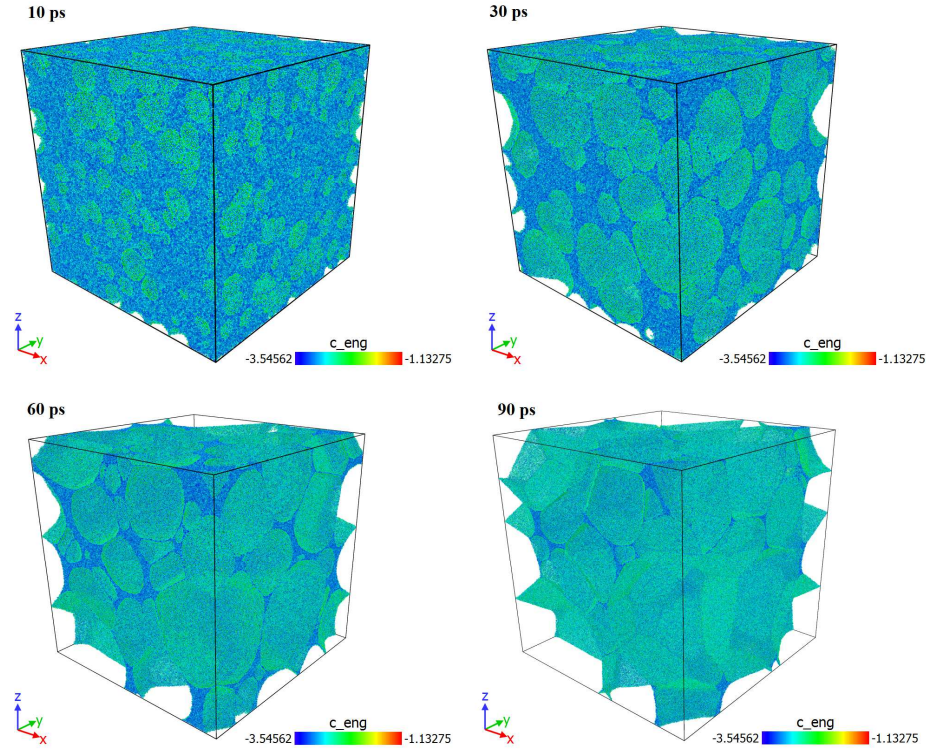 10 ps
30 ps
z
y
x
c_eng
-3.54562
-1.13275
z
y
x
c_eng
-3.54562
-1.13275
60 ps
90 ps
z
y
x
c_eng
-3.54562
-1.13275
z
y
x
c_eng
-3.54562
-1.13275